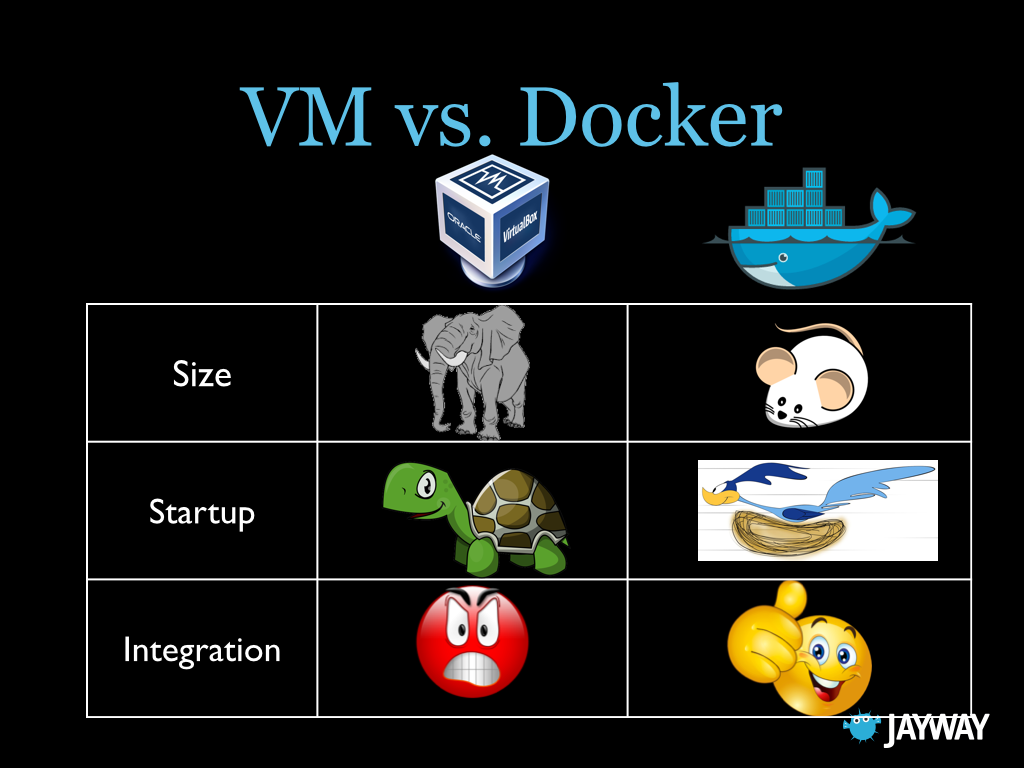 VM vs. Docker
ORACLE
VirtualBox
Size
Startup
Integration
JAYWAY